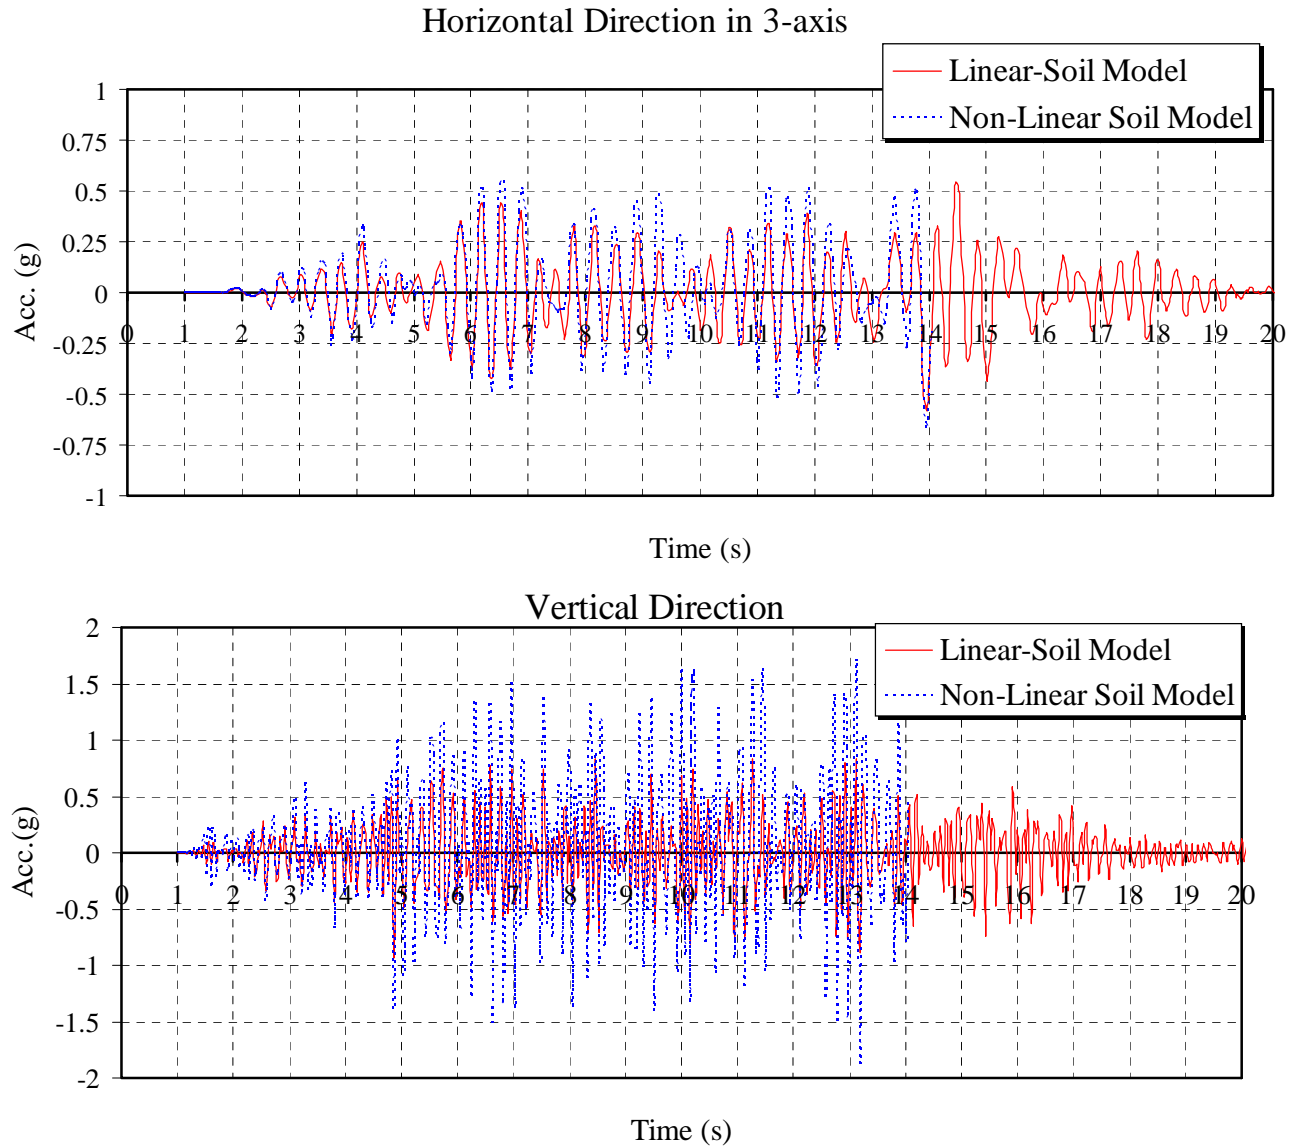 Horizontal Direction in 3-axis
Linear-Soil Model
Non-Linear Soil Model
1
0.75
0.5
0.25
0
-0.25
-0.5
-0.75
-1
Acc. (g)
0 1 2 3 4 5 6 7 8 9 10 11 12 13 14 15 16 17 18 19 20
Time (s)
Vertical Direction
Linear-Soil Model
Non-Linear Soil Model
2
1.5
1
0.5
0
-0.5
-1
-1.5
-2
Acc.(g)
0 1 2 3 4 5 6 7 8 9 10 11 12 13 14 15 16 17 18 19 20
Time (s)